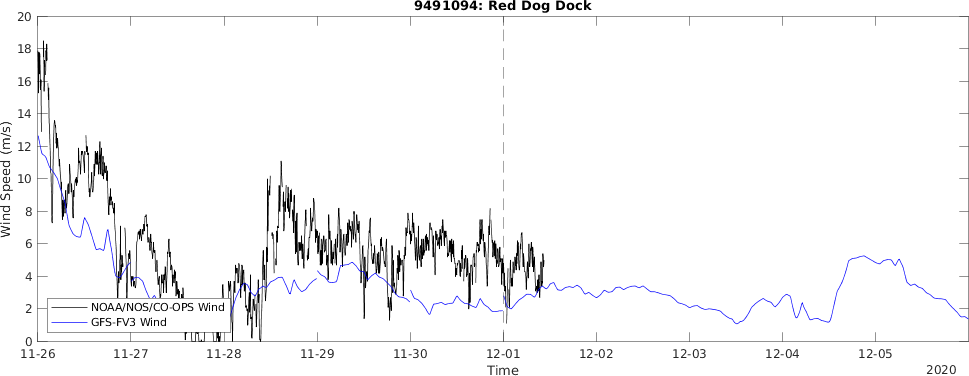 9491094: Red Dog Dock
20
18
16
14
12
10
8
6
4
2
0
Wind Speed (m/s)
NOAA/NOS/CO-OPS Wind
GFS-FV3 Wind
11-26 11-27 11-28 11-29 11-30 12-01 12-02 12-03 12-04 12-05
Time
2020